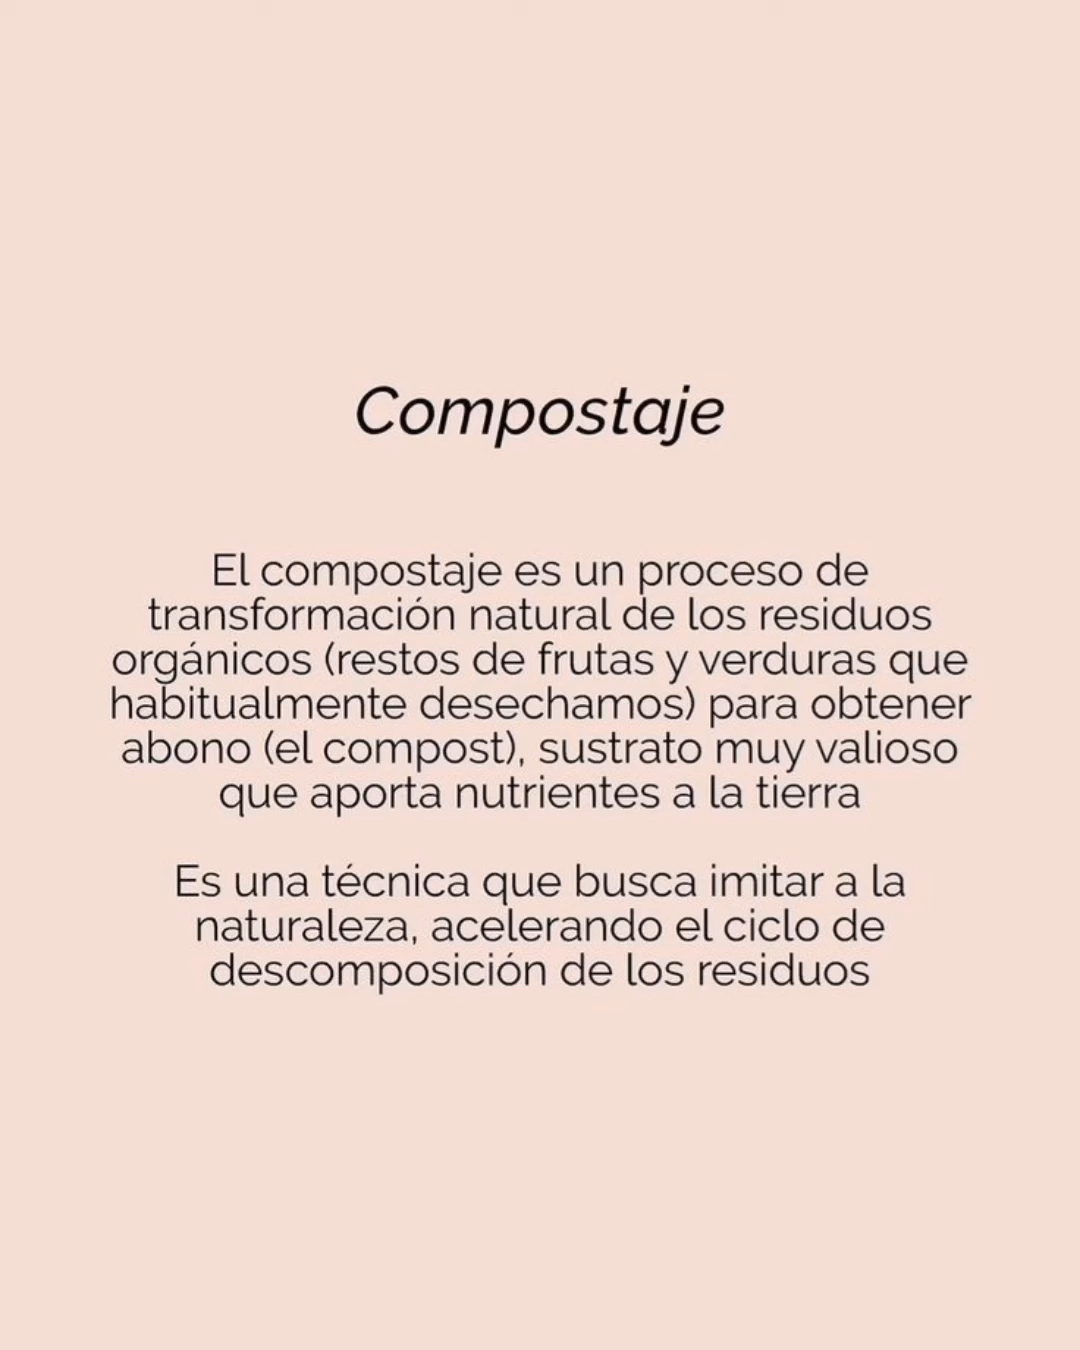 Compostaje
El compostaje es un proceso de
transformación natural de los residuos
orgánicos (restos de frutas y verduras que
habitualmente desechamos) para obtener
abono (el compost), sustrato muy valioso
que aporta nutrientes a la tierra
Es una técnica que busca imitar a la
naturaleza, acelerando el ciclo de
descomposición de los residuos